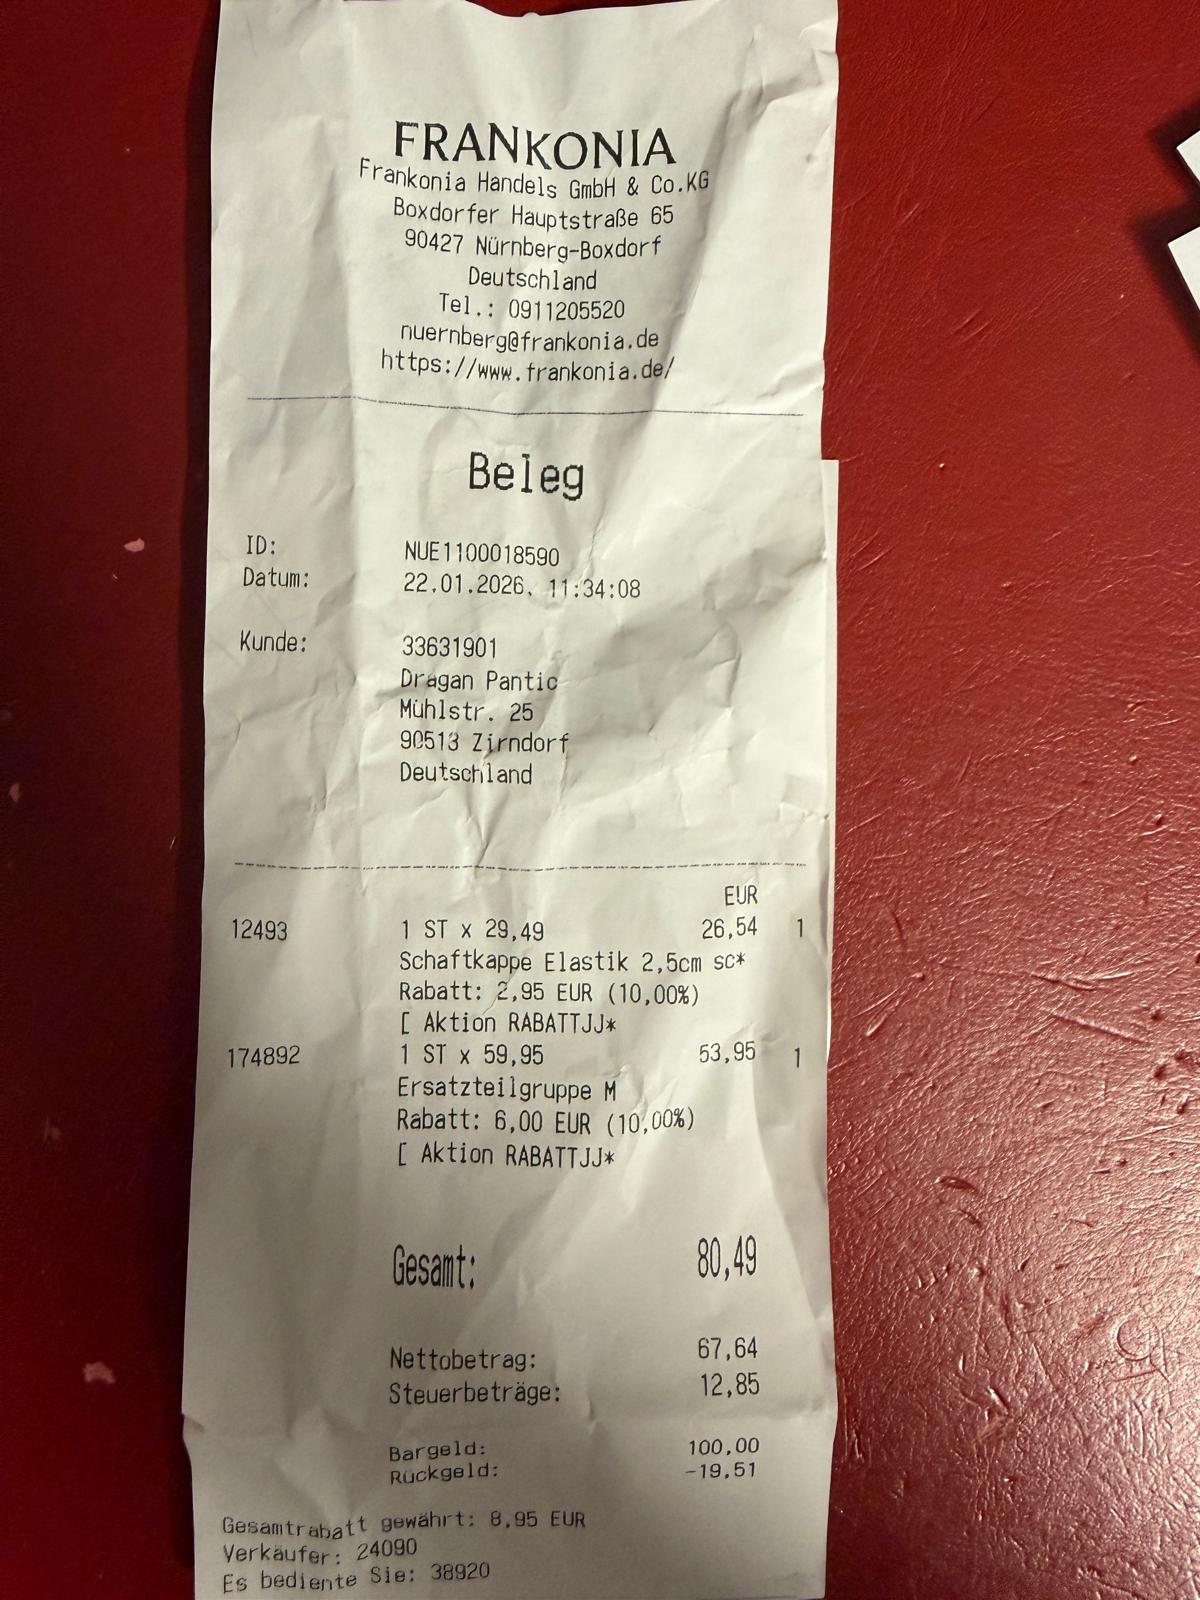 FRANKONIA
Frankonia Handels GmbH & Co.KG
Boxdorfer Hauptstraße 65
90427 Nürnberg-Boxdorf
Deutschland
Tel.: 0911205520
nuernberg@frankonia.de
https://www.frankonia.de/
Beleg
ID: NUE1100018590
Datum: 22.01.2026, 11:34:08
Kunde: 33631901
Dragan Pantic
Mühlstr. 25
90513 Zirndorf
Deutschland
EUR
12493 1 ST x 29,49 26,54 1
Schaftkappe Elastik 2,5cm sc*
Rabatt: 2,95 EUR (10,00%)
[ Aktion RABATTJJ*
174892 1 ST x 59,95 53,95 1
Ersatzteilgruppe M
Rabatt: 6,00 EUR (10,00%)
[ Aktion RABATTJJ*
Gesamt: 80,49
Nettobetrag: 67,64
Steuerbeträge: 12,85
Bargeld: 100,00
Rückgeld: -19,51
Gesamtrabatt gewährt: 8,95 EUR
Verkäufer: 24090
Es bediente Sie: 38920